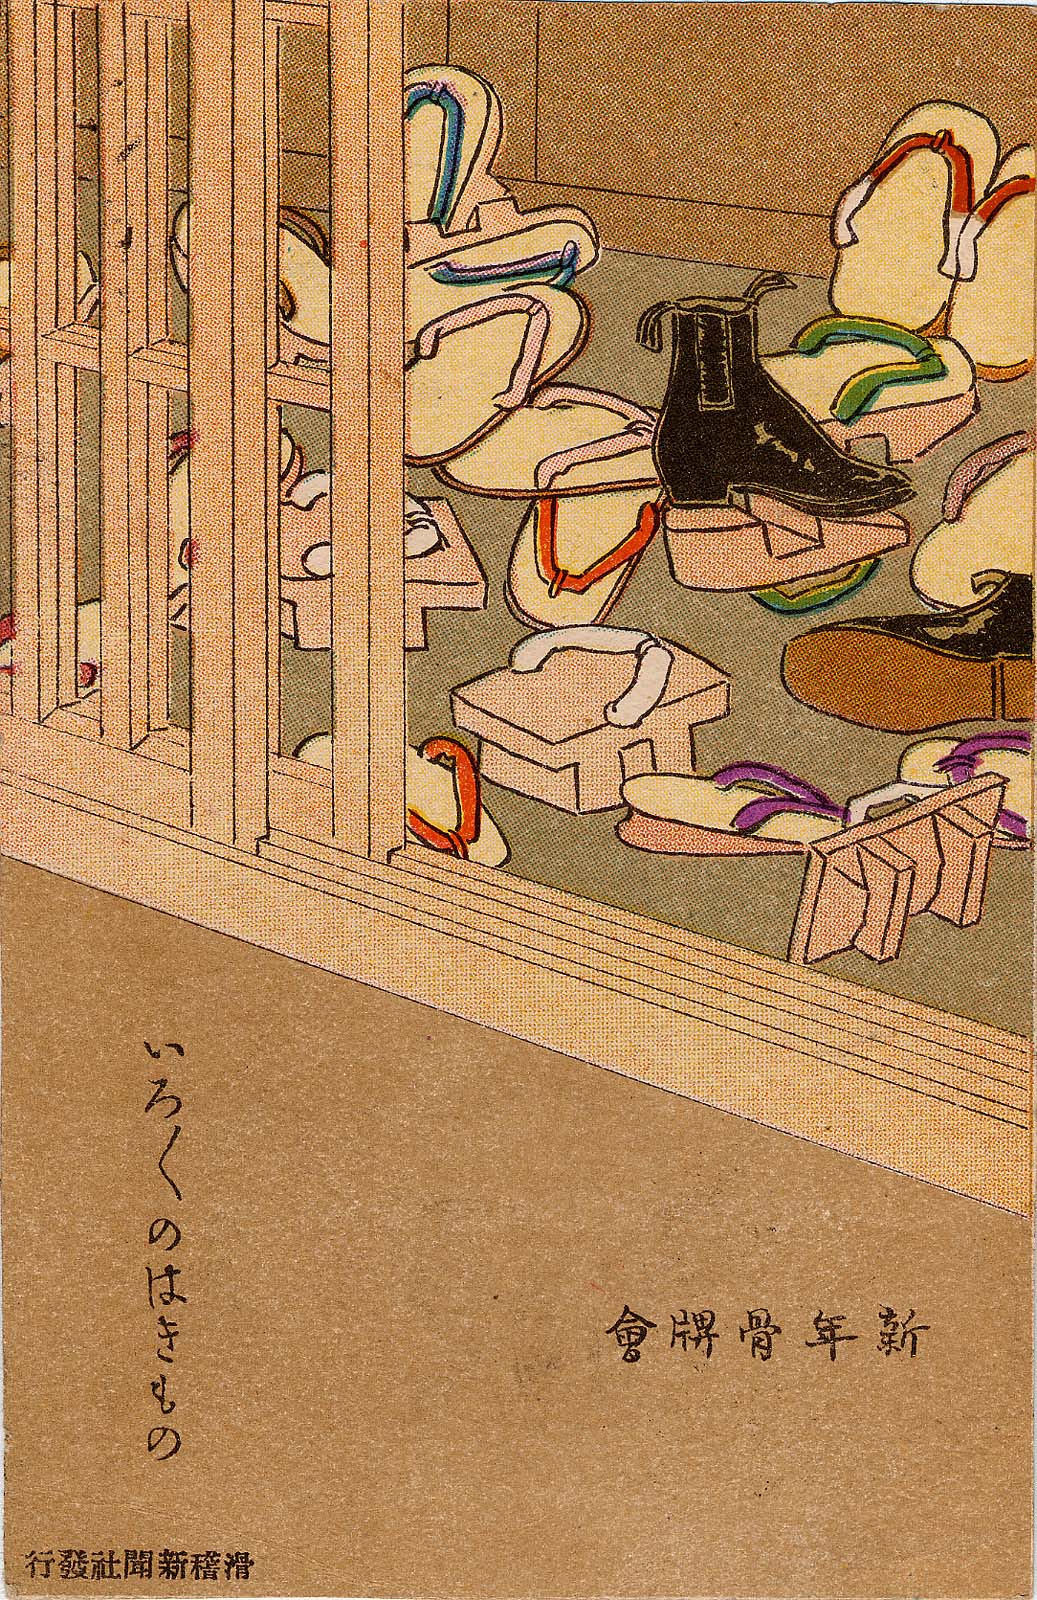 新年骨牌會
いろ〱のはきもの
滑稽新聞社發行